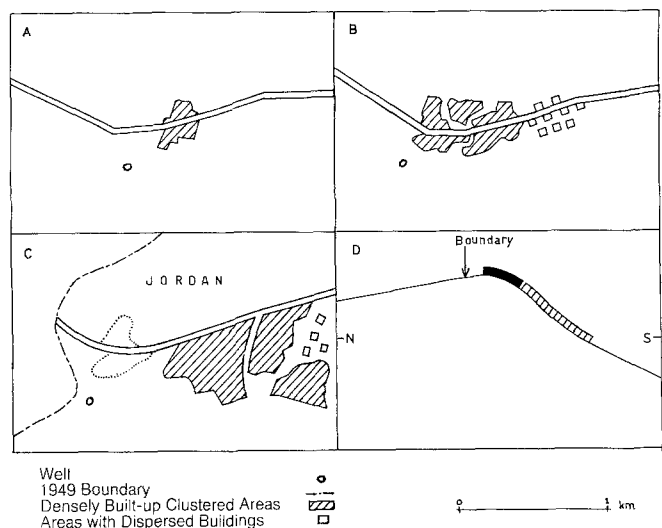 A
B
C
JORDAN
Boundary
D
N
S
Well
1949 Boundary
Densely Built-up Clustered Areas
Areas with Dispersed Buildings
0 1 km